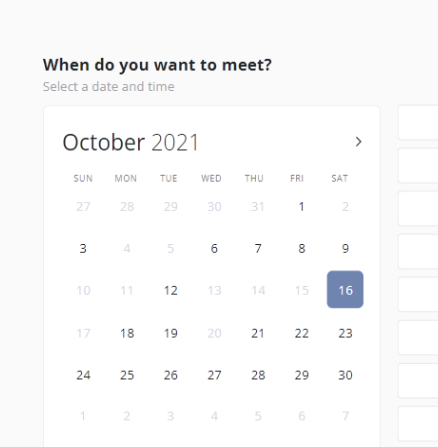 When do you want to meet?
Select a date and time
October 2021
SUN MON TUE WED THU FRI SAT
27 28 29 30 31 1 2
3 4 5 6 7 8 9
10 11 12 13 14 15 16
17 18 19 20 21 22 23
24 25 26 27 28 29 30
1 2 3 4 5 6 7